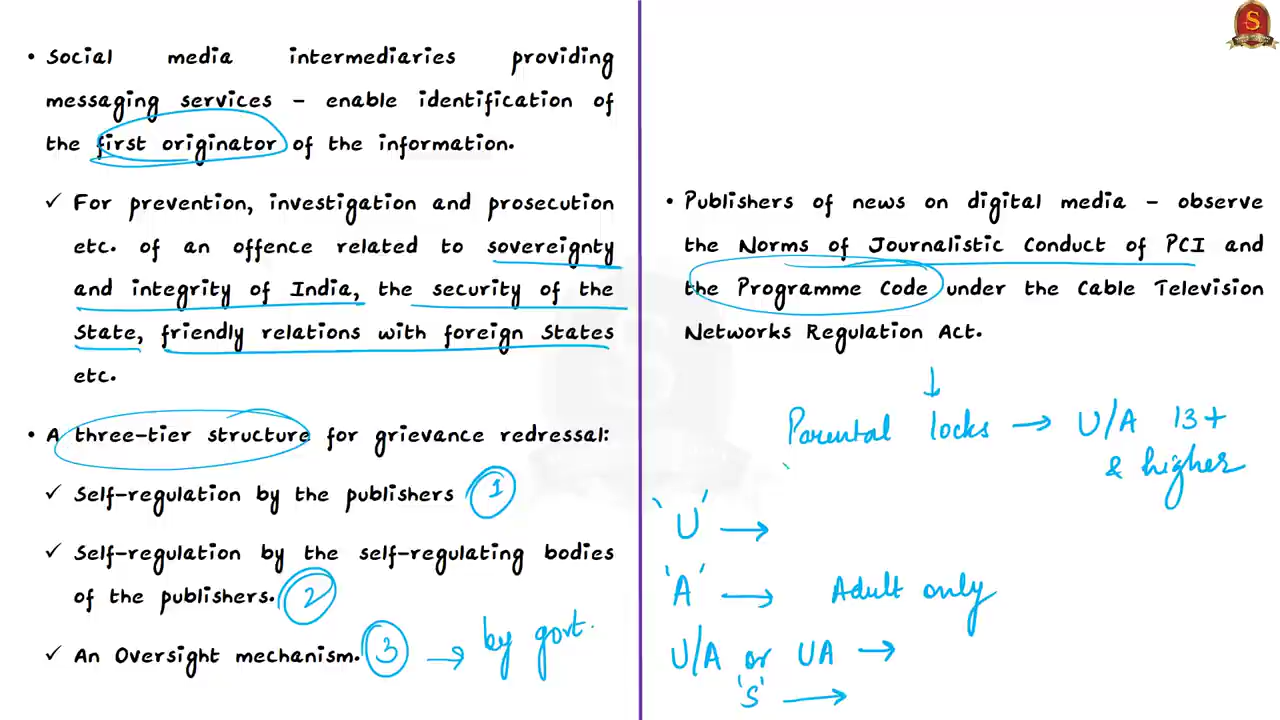 • Social media intermediaries providing
messaging services – enable identification of
the first originator of the information.
✓ For prevention, investigation and prosecution
etc. of an offence related to sovereignty
and integrity of India, the security of the
State, friendly relations with foreign States
etc.
• A three-tier structure for grievance redressal:
✓ Self-regulation by the publishers 1
✓ Self-regulation by the self-regulating bodies
of the publishers. 2
✓ An Oversight mechanism. 3 → by govt.
S
• Publishers of news on digital media – observe
the Norms of Journalistic Conduct of PCI and
the Programme Code under the Cable Television
Networks Regulation Act.
↓
Parental locks → U/A 13+
& higher
'U' →
'A' → Adult only
U/A or UA →
'S' →